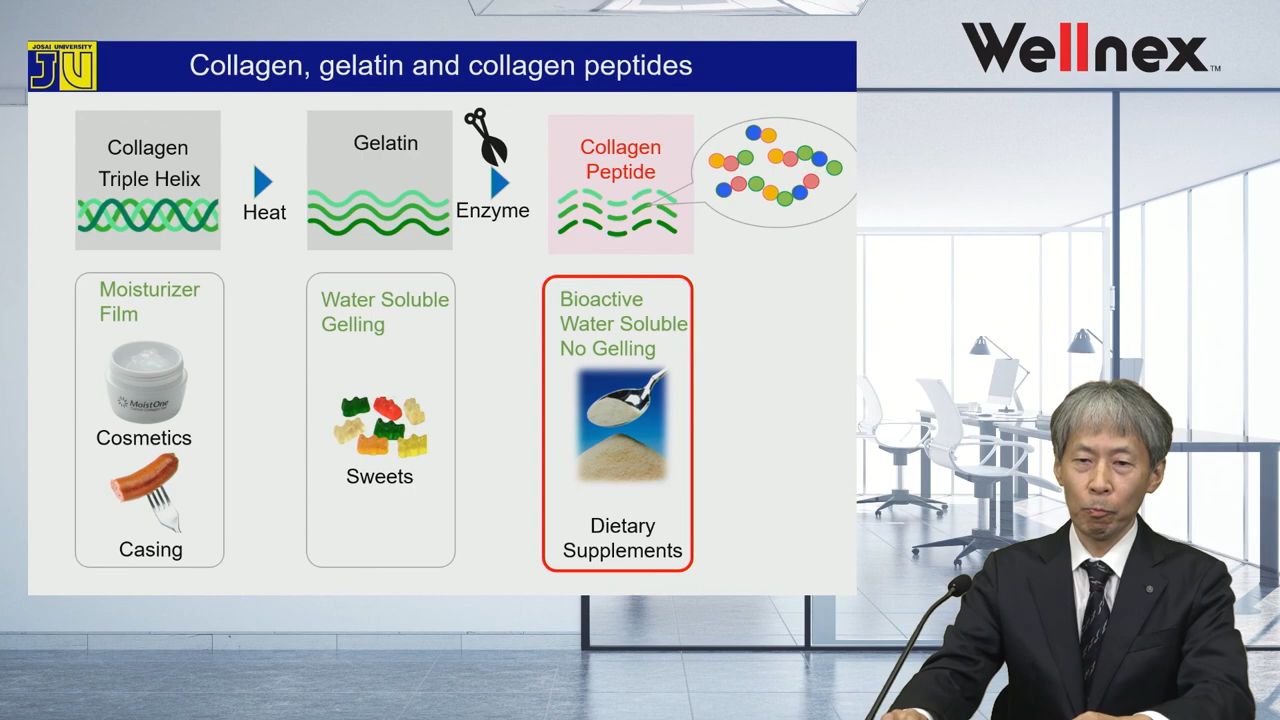 JOSAI UNIVERSITY
JU
Collagen, gelatin and collagen peptides
Wellnex™
Collagen
Triple Helix
Heat
Gelatin
Enzyme
Collagen
Peptide
Moisturizer
Film
MoistOne
Cosmetics
Casing
Water Soluble
Gelling
Sweets
Bioactive
Water Soluble
No Gelling
Dietary
Supplements